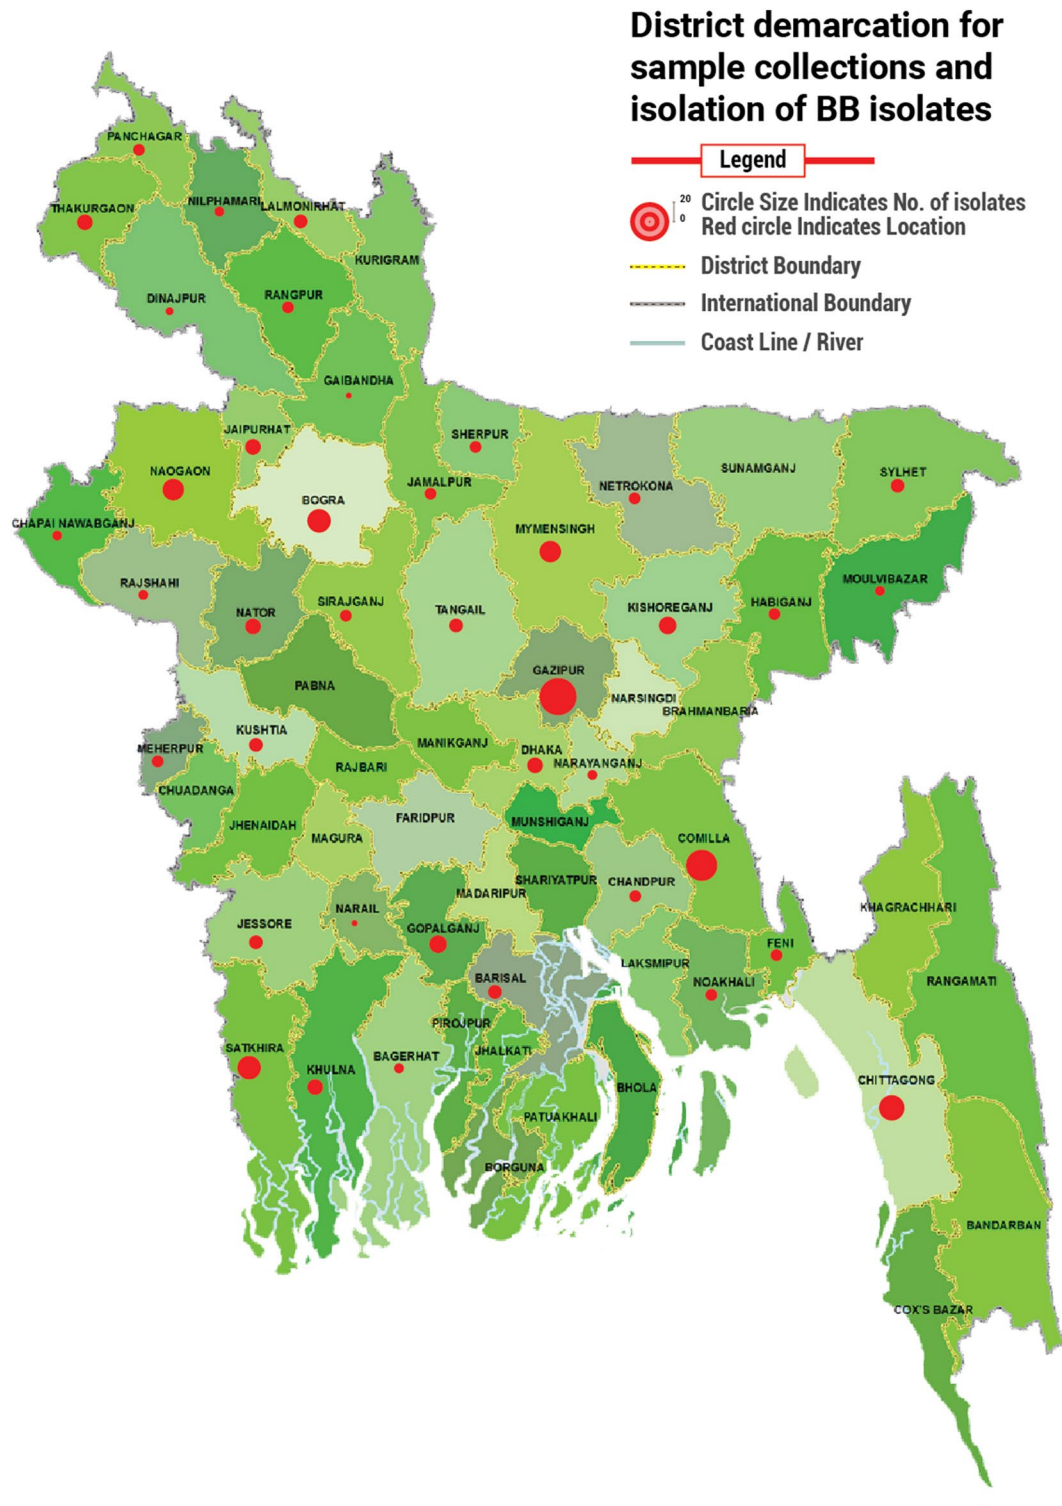 District demarcation for
sample collections and
isolation of BB isolates
Legend
20
0
Circle Size Indicates No. of isolates
Red circle Indicates Location
District Boundary
International Boundary
Coast Line / River
PANCHAGAR
THAKURGAON
NILPHAMARI
LALMONIRHAT
KURIGRAM
DINAJPUR
RANGPUR
GAIBANDHA
JAIPURHAT
SHERPUR
NAOGAON
BOGRA
JAMALPUR
NETROKONA
SUNAMGANJ
SYLHET
CHAPAI NAWABGANJ
MYMENSINGH
RAJSHAHI
NATOR
SIRAJGANJ
TANGAIL
KISHOREGANJ
HABIGANJ
MOULVIBAZAR
PABNA
GAZIPUR
NARSINGDI
BRAHMANBARIA
KUSHTIA
MEHERPUR
MANIKGANJ
DHAKA
NARAYANGANJ
RAJBARI
CHUADANGA
JHENAIDAH
MAGURA
FARIDPUR
MUNSHIGANJ
COMILLA
SHARIYATPUR
CHANDPUR
MADARIPUR
NARAIL
JESSORE
GOPALGANJ
KHAGRACHHARI
FENI
LAKSMIPUR
NOAKHALI
RANGAMATI
BARISAL
PIROJPUR
SATKHIRA
KHULNA
BAGERHAT
JHALKATI
BHOLA
CHITTAGONG
PATUAKHALI
BORGUNA
BANDARBAN
COX'S BAZAR